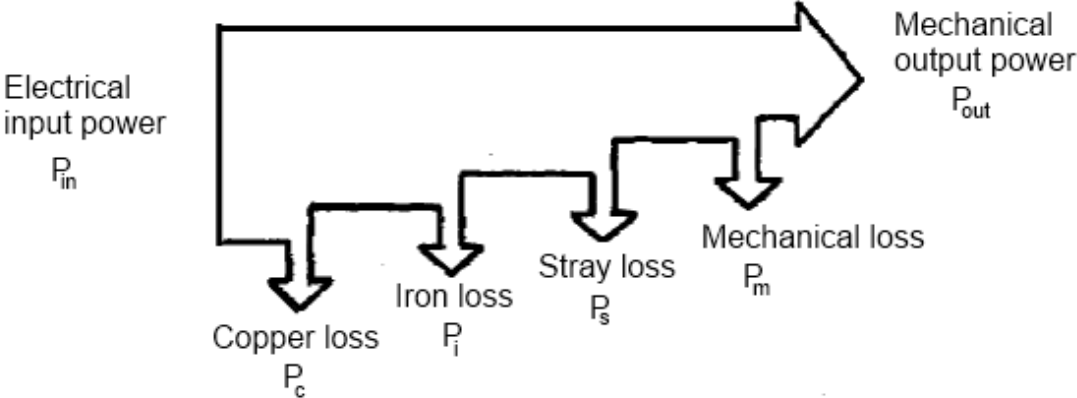 Electrical
input power
Pin
Mechanical
output power
Pout
Copper loss
Pc
Iron loss
Pi
Stray loss
Ps
Mechanical loss
Pm